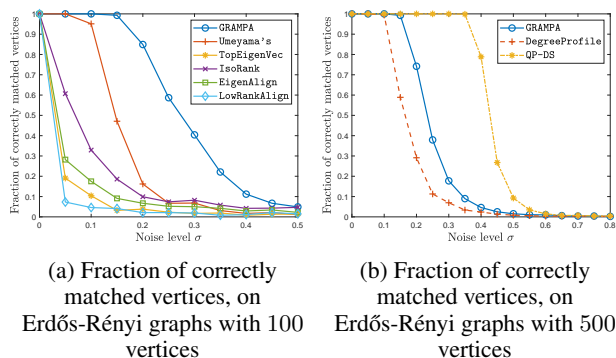 Fraction of correctly matched vertices
1
0.9
0.8
0.7
0.6
0.5
0.4
0.3
0.2
0.1
0
0 0.1 0.2 0.3 0.4 0.5
Noise level σ
GRAMPA
Umeyama's
TopEigenVec
IsoRank
EigenAlign
LowRankAlign
(a) Fraction of correctly
matched vertices, on
Erdős-Rényi graphs with 100
vertices
Fraction of correctly matched vertices
1
0.9
0.8
0.7
0.6
0.5
0.4
0.3
0.2
0.1
0
0 0.1 0.2 0.3 0.4 0.5 0.6 0.7 0.8
Noise level σ
GRAMPA
DegreeProfile
QP-DS
(b) Fraction of correctly
matched vertices, on
Erdős-Rényi graphs with 500
vertices